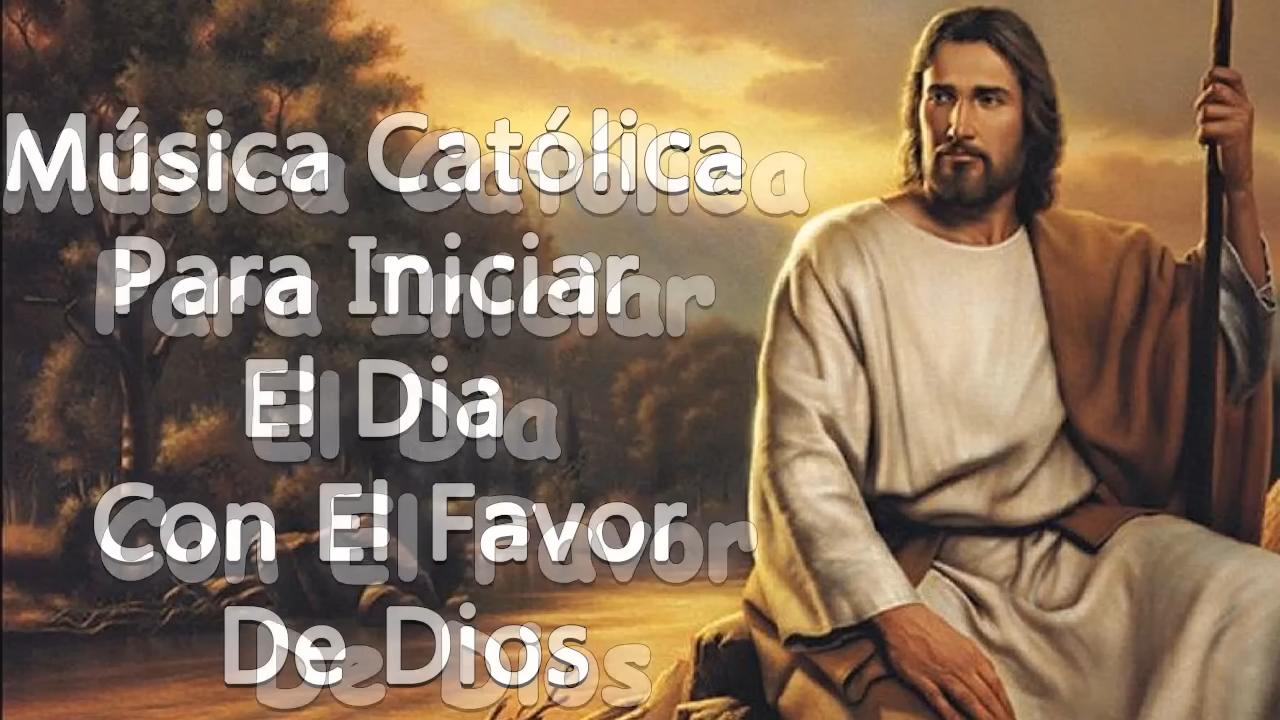 Música Católica
Para Iniciar
El Dia
Con El Favor
De Dios